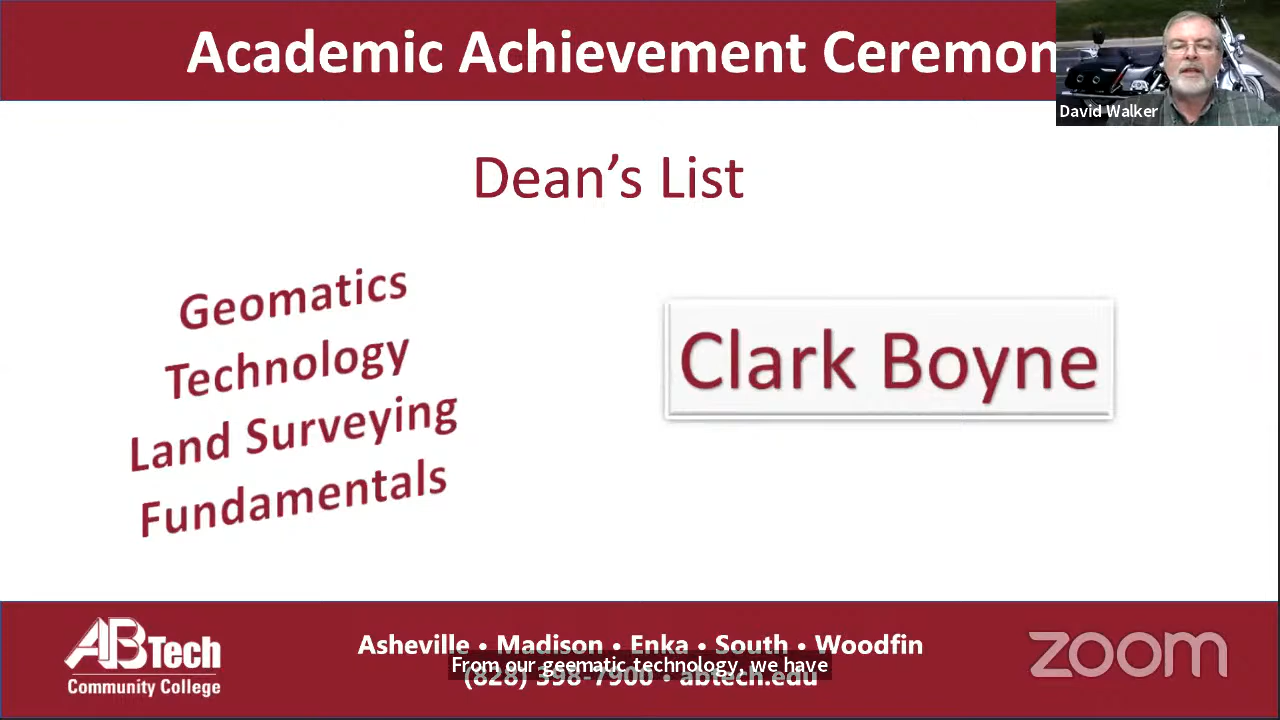 Academic Achievement Ceremon
David Walker
Dean's List
Geomatics
Technology
Land Surveying
Fundamentals
Clark Boyne
AB Tech
Community College
Asheville • Madison • Enka • South • Woodfin
From our geematic technology, we have
(828) 398-7900 • abtech.edu
zoom